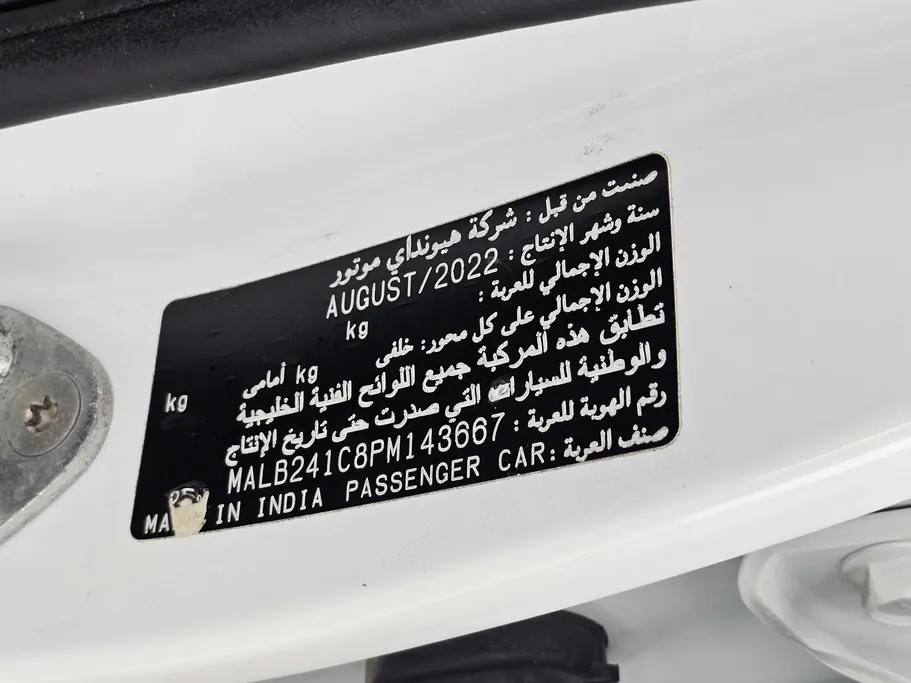 صنعت من قبل : شركة هيونداي موتور
سنة وشهر الإنتاج : AUGUST/2022
الوزن الإجمالي للعربة : kg
الوزن الإجمالي على كل محور: خلفى kg أمامى kg
تطابق هذه المركبة جميع اللوائح الفنية الخليجية
والوطنية للسيارات التي صدرت حتى تاريخ الإنتاج
رقم الهوية للعربة : MALB241C8PM143667
صنف العربة : PASSENGER CAR
IN INDIA